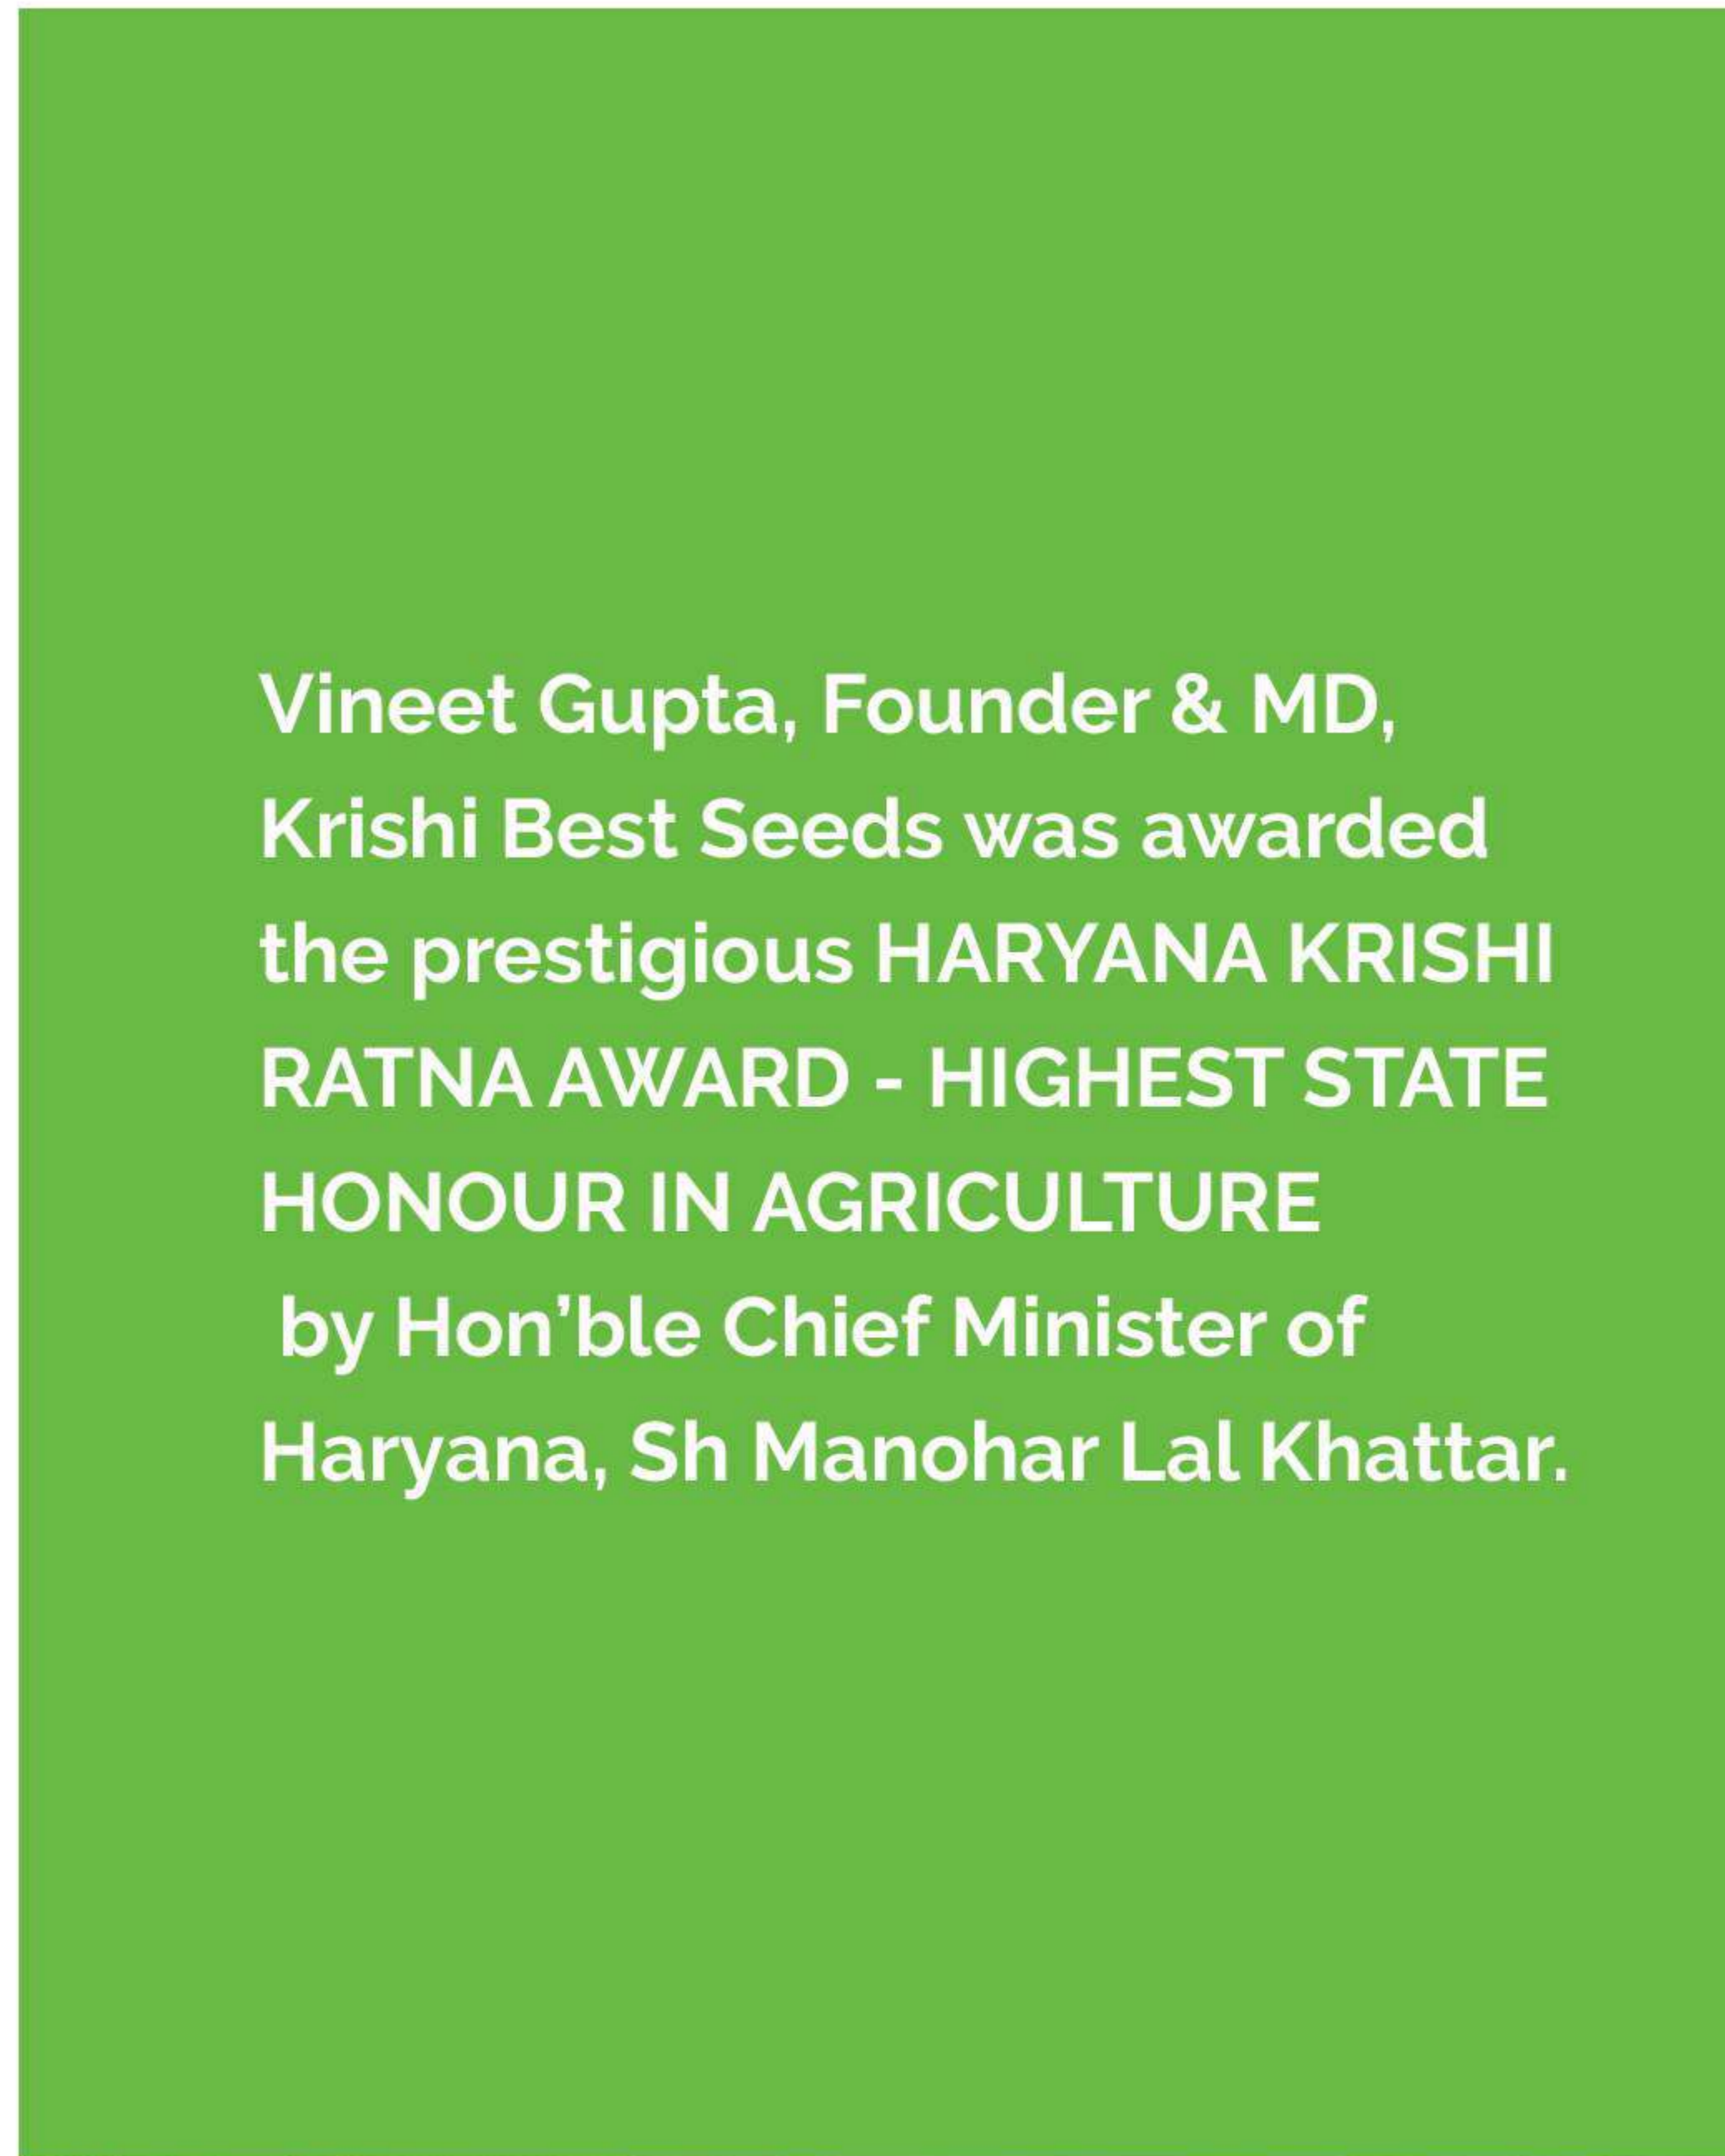 Vineet Gupta, Founder & MD,
Krishi Best Seeds was awarded
the prestigious HARYANA KRISHI
RATNA AWARD - HIGHEST STATE
HONOUR IN AGRICULTURE
by Hon'ble Chief Minister of
Haryana, Sh Manohar Lal Khattar.